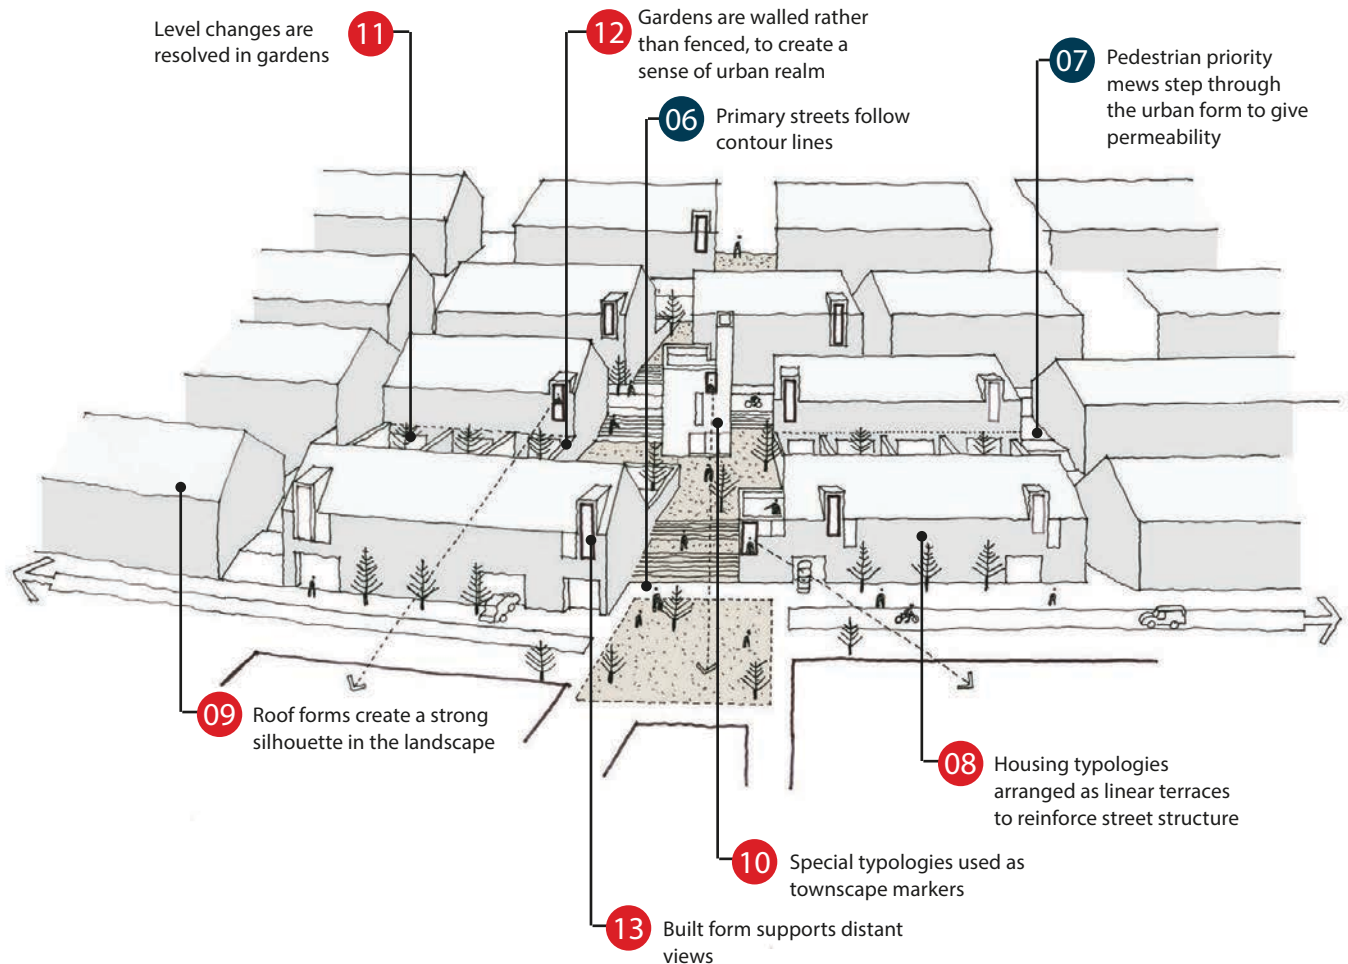 11
Level changes are
resolved in gardens
12
Gardens are walled rather
than fenced, to create a
sense of urban realm
07
Pedestrian priority
mews step through
the urban form to give
permeability
06
Primary streets follow
contour lines
09
Roof forms create a strong
silhouette in the landscape
08
Housing typologies
arranged as linear terraces
to reinforce street structure
10
Special typologies used as
townscape markers
13
Built form supports distant
views